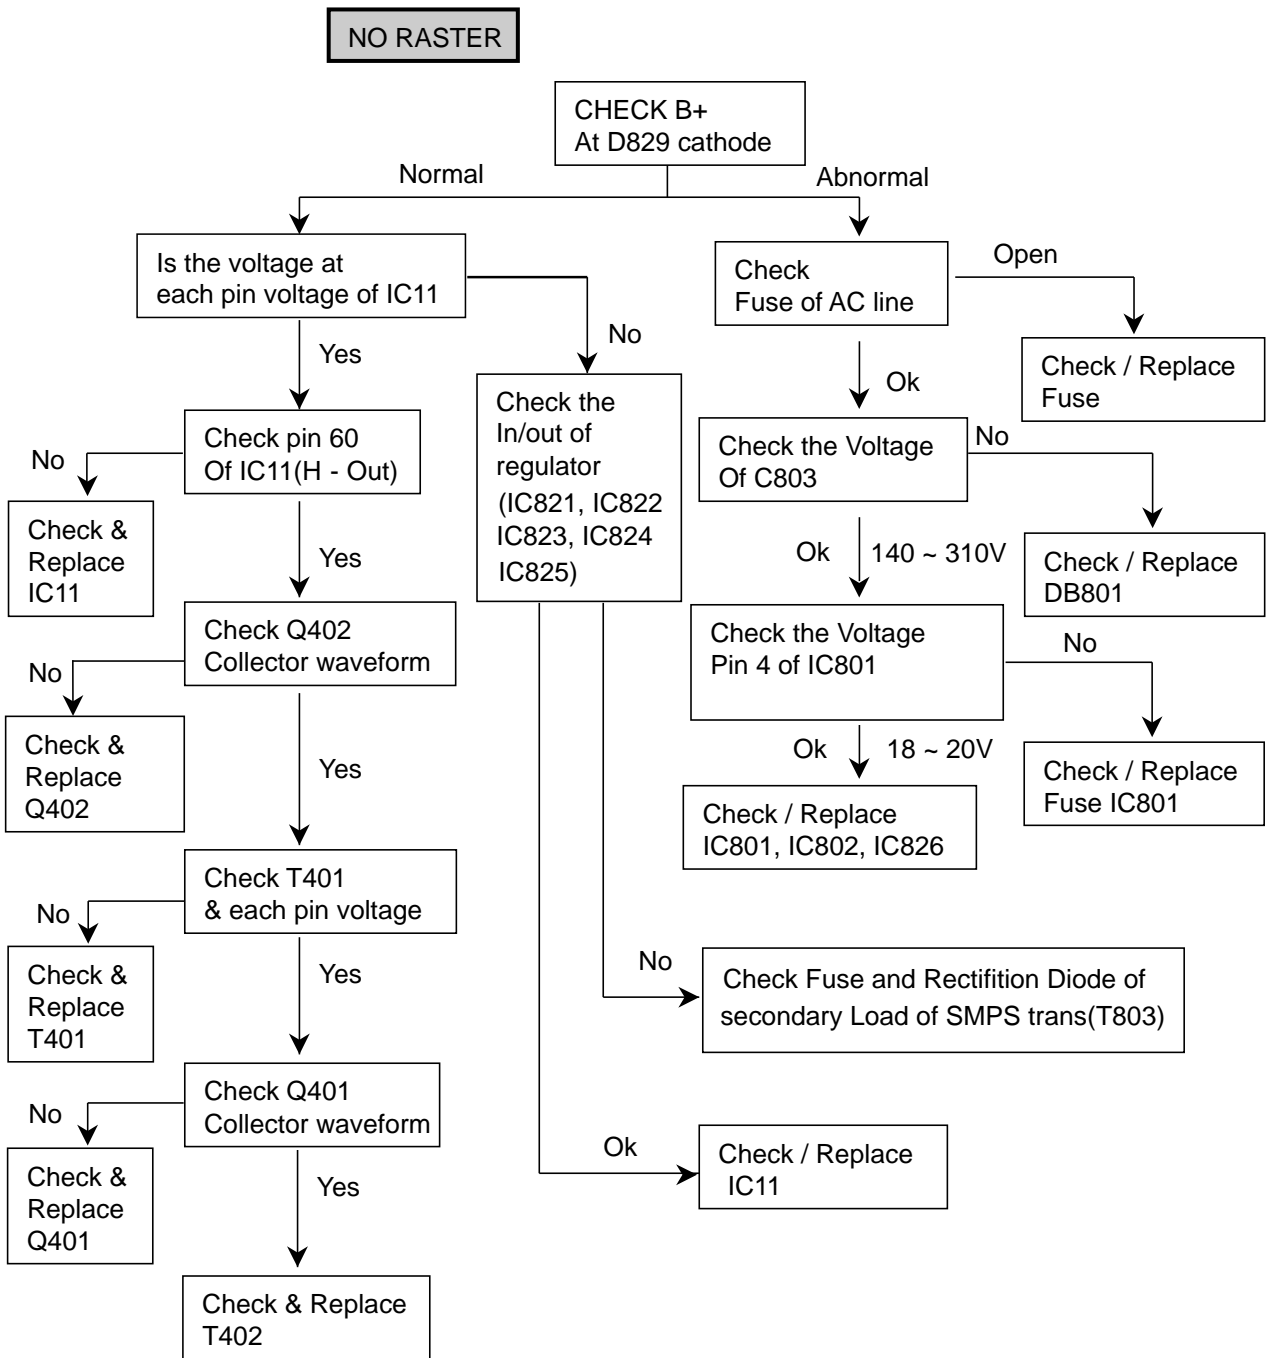 NO RASTER
CHECK B+
At D829 cathode
Normal
Abnormal
Is the voltage at
each pin voltage of IC11
Check
Fuse of AC line
Open
Yes
No
Ok
Check / Replace
Fuse
Check pin 60
Of IC11(H - Out)
No
Check the
In/out of
regulator
(IC821, IC822
IC823, IC824
IC825)
Check the Voltage
Of C803
No
Check &
Replace
IC11
Yes
Ok
140 ~ 310V
Check / Replace
DB801
Check Q402
Collector waveform
No
Check the Voltage
Pin 4 of IC801
No
Check &
Replace
Q402
Yes
Ok
18 ~ 20V
Check / Replace
Fuse IC801
Check / Replace
IC801, IC802, IC826
Check T401
& each pin voltage
No
Check &
Replace
T401
Yes
No
Check Fuse and Rectifition Diode of
secondary Load of SMPS trans(T803)
Check Q401
Collector waveform
No
Check &
Replace
Q401
Yes
Ok
Check / Replace
IC11
Check & Replace
T402